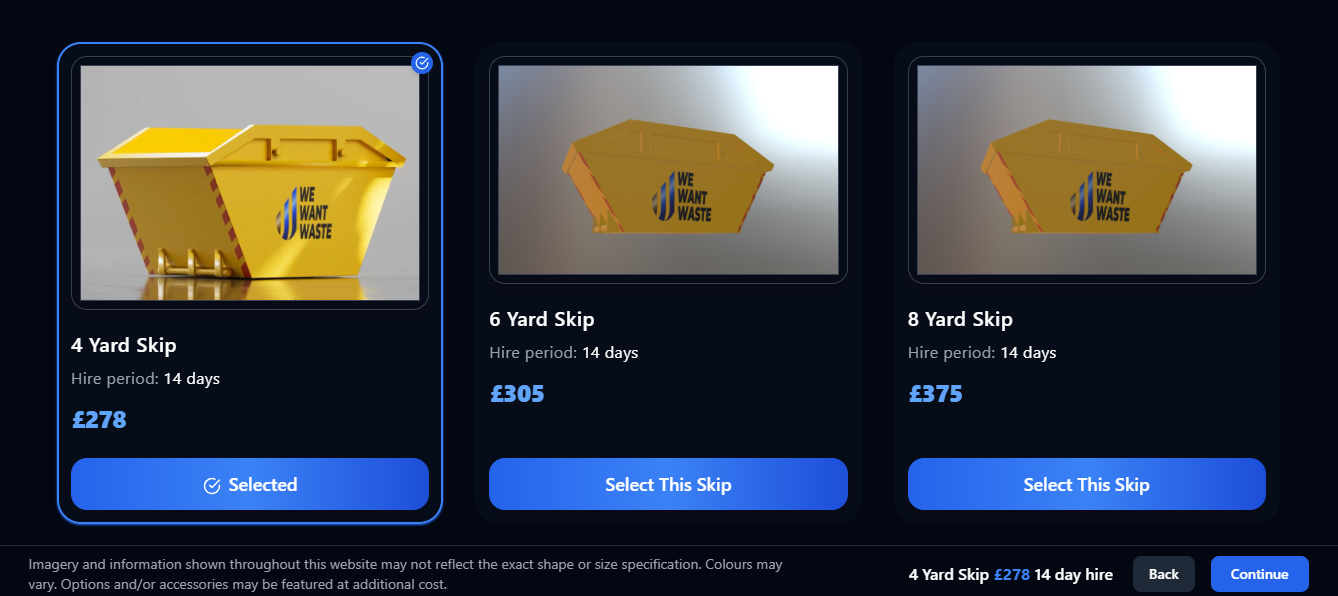 WE
WANT
WASTE
WE
WANT
WASTE
WE
WANT
WASTE
4 Yard Skip
Hire period: 14 days
£278
Selected
6 Yard Skip
Hire period: 14 days
£305
Select This Skip
8 Yard Skip
Hire period: 14 days
£375
Select This Skip
Imagery and information shown throughout this website may not reflect the exact shape or size specification. Colours may
vary. Options and/or accessories may be featured at additional cost.
4 Yard Skip £278 14 day hire
Back
Continue